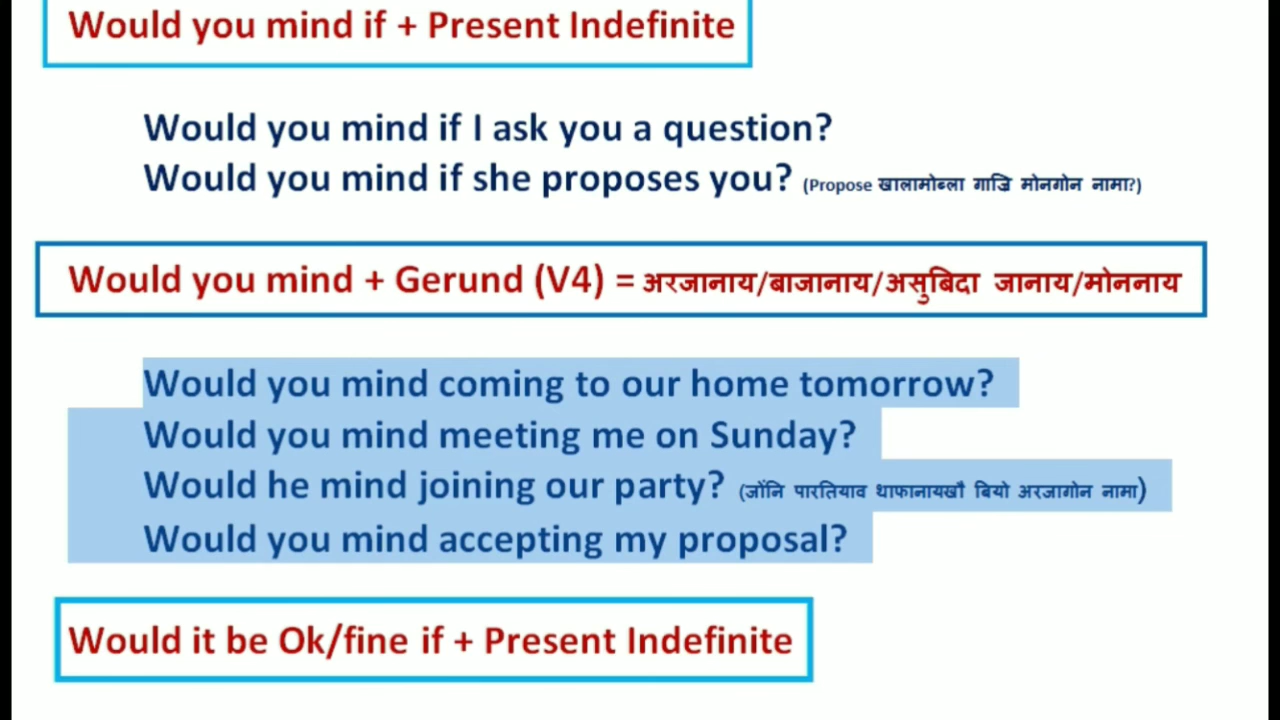 Would you mind if + Present Indefinite
Would you mind if I ask you a question?
Would you mind if she proposes you? (Propose खालामोब्ला गाज्रि मोनगोन नामा?)
Would you mind + Gerund (V4) = अरजानाय/बाजानाय/असुबिदा जानाय/मोननाय
Would you mind coming to our home tomorrow?
Would you mind meeting me on Sunday?
Would he mind joining our party? (जोंनि पारतियाव थाफानायखौ बियो अरजागोन नामा)
Would you mind accepting my proposal?
Would it be Ok/fine if + Present Indefinite